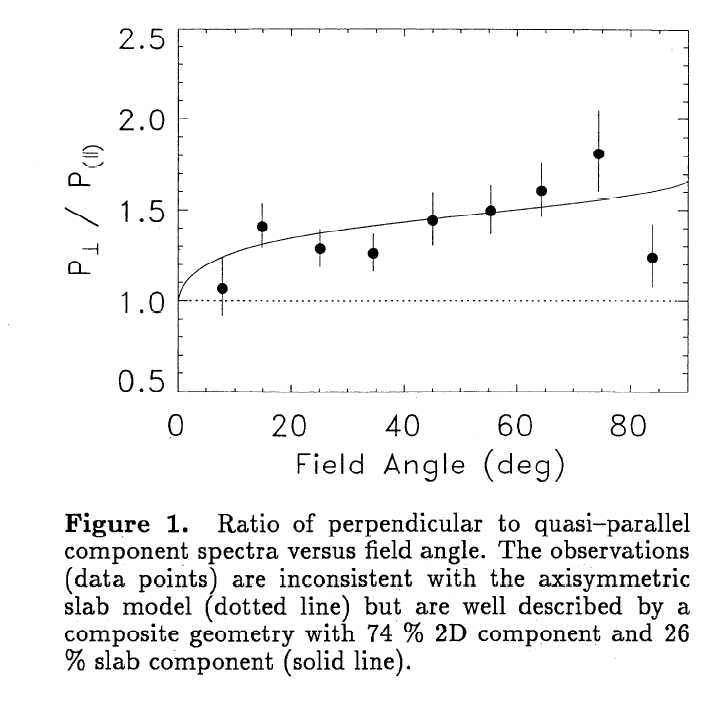 2.5
2.0
1.5
1.0
0.5
P⊥ / P(||)
0 20 40 60 80
Field Angle (deg)
Figure 1. Ratio of perpendicular to quasi–parallel
component spectra versus field angle. The observations
(data points) are inconsistent with the axisymmetric
slab model (dotted line) but are well described by a
composite geometry with 74 % 2D component and 26
% slab component (solid line).